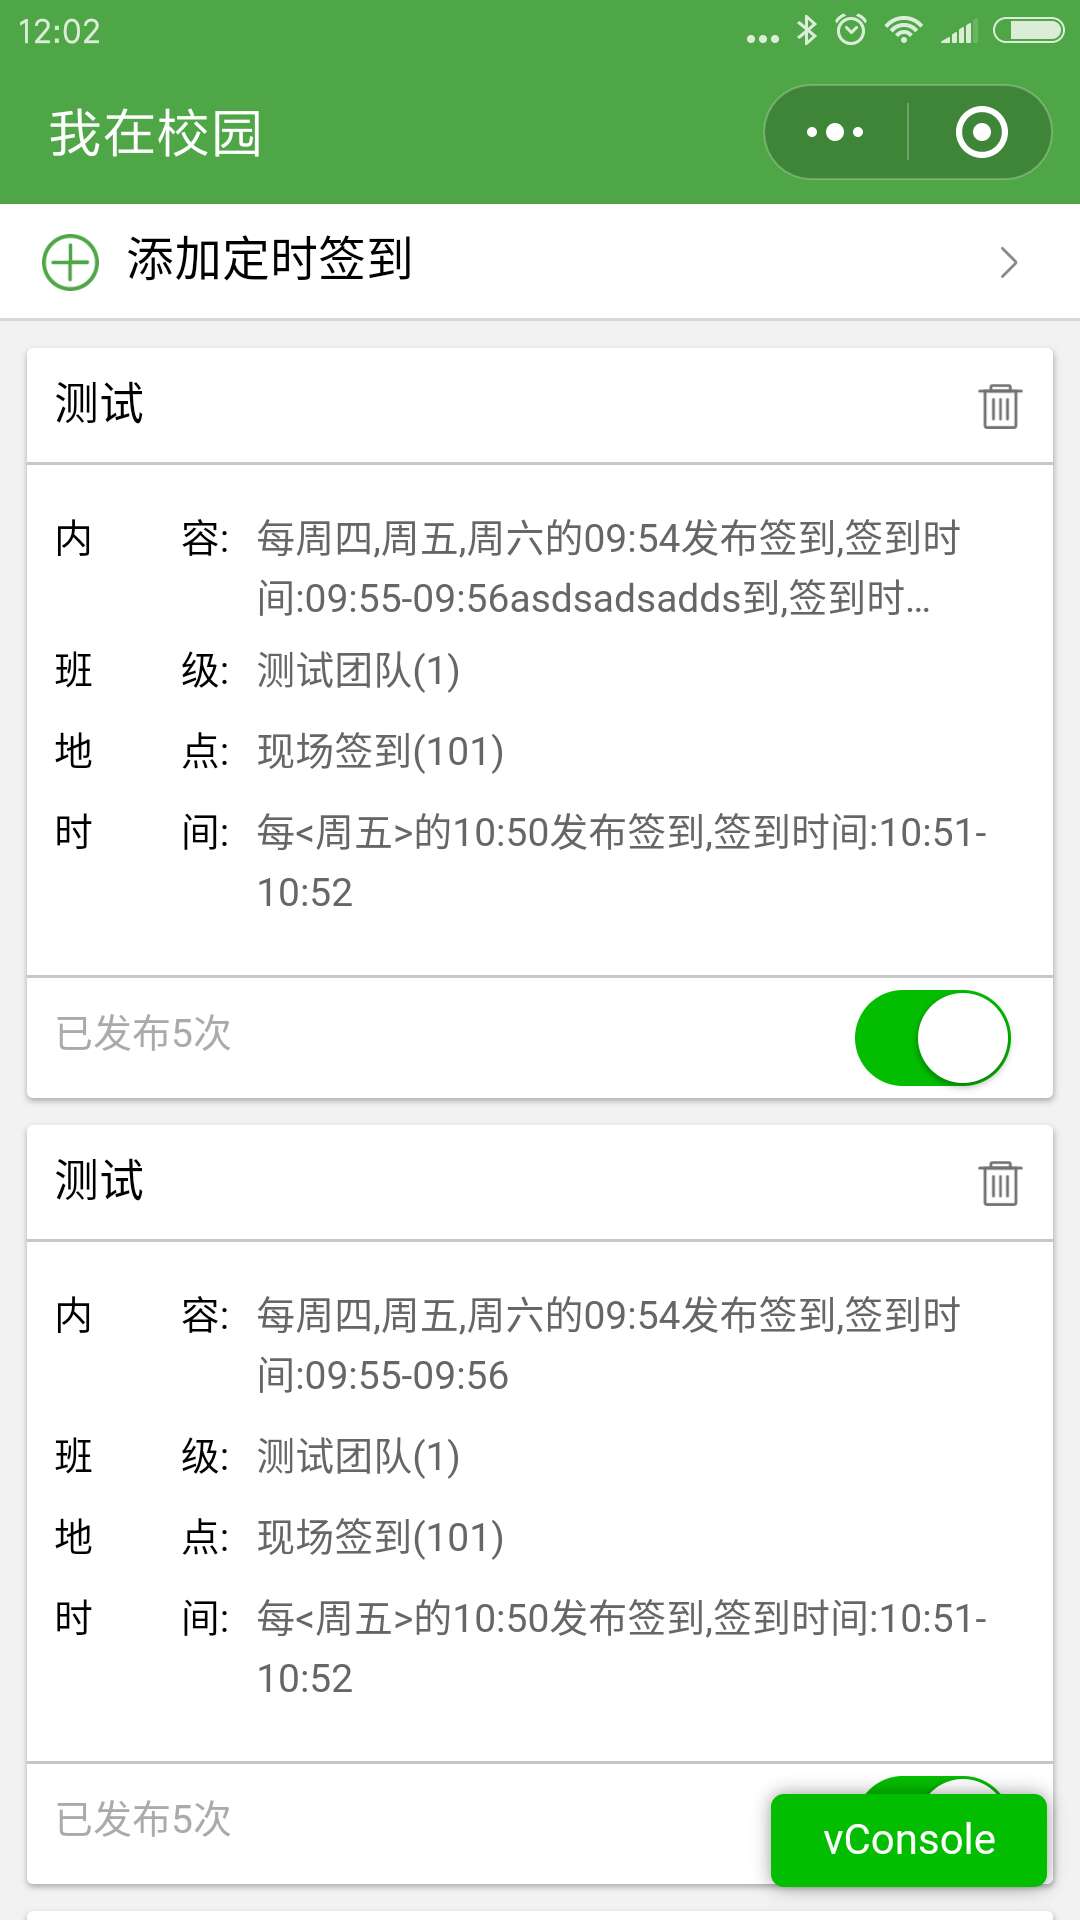 12:02
我在校园
添加定时签到
测试
内 容: 每周四,周五,周六的09:54发布签到,签到时
间:09:55-09:56asdsadsadds到,签到时...
班 级: 测试团队(1)
地 点: 现场签到(101)
时 间: 每<周五>的10:50发布签到,签到时间:10:51-
10:52
已发布5次
测试
内 容: 每周四,周五,周六的09:54发布签到,签到时
间:09:55-09:56
班 级: 测试团队(1)
地 点: 现场签到(101)
时 间: 每<周五>的10:50发布签到,签到时间:10:51-
10:52
已发布5次
vConsole